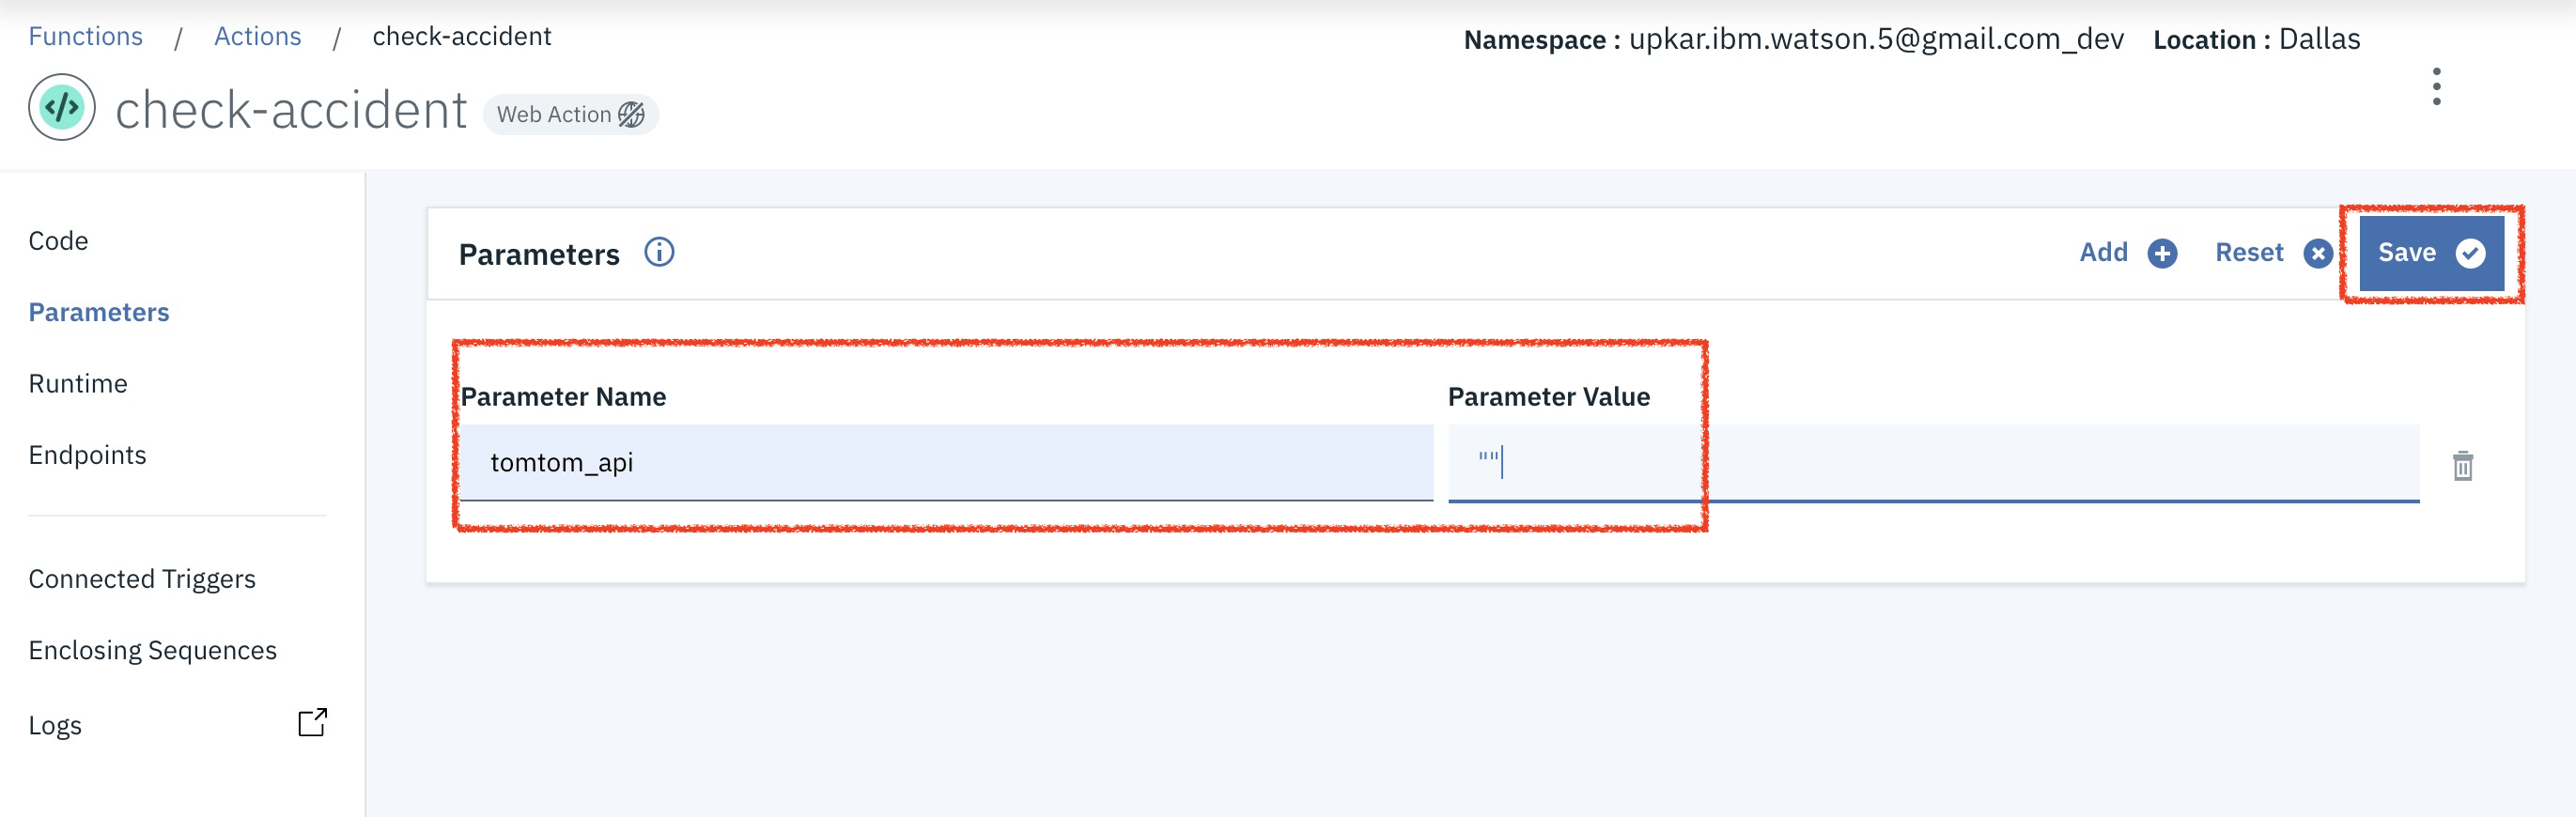 Functions / Actions / check-accident
Namespace : upkar.ibm.watson.5@gmail.com_dev Location : Dallas
check-accident Web Action
Code
Parameters
Runtime
Endpoints
Connected Triggers
Enclosing Sequences
Logs
Parameters Add Reset Save
Parameter Name Parameter Value
tomtom_api ""